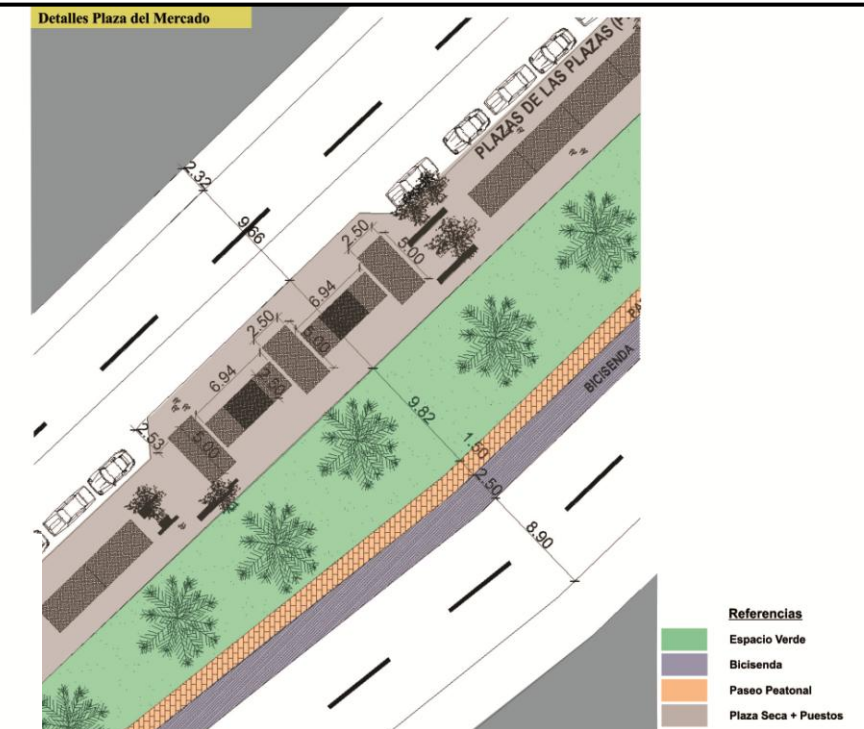 Detalles Plaza del Mercado
PLAZAS DE LAS PLAZAS
2.32
9.66
2.50
5.00
6.94
2.50
5.00
6.94
2.50
2.63
5.00
9.82
1.50
2.50
8.90
BICISENDA
Referencias
Espacio Verde
Bicisenda
Paseo Peatonal
Plaza Seca + Puestos